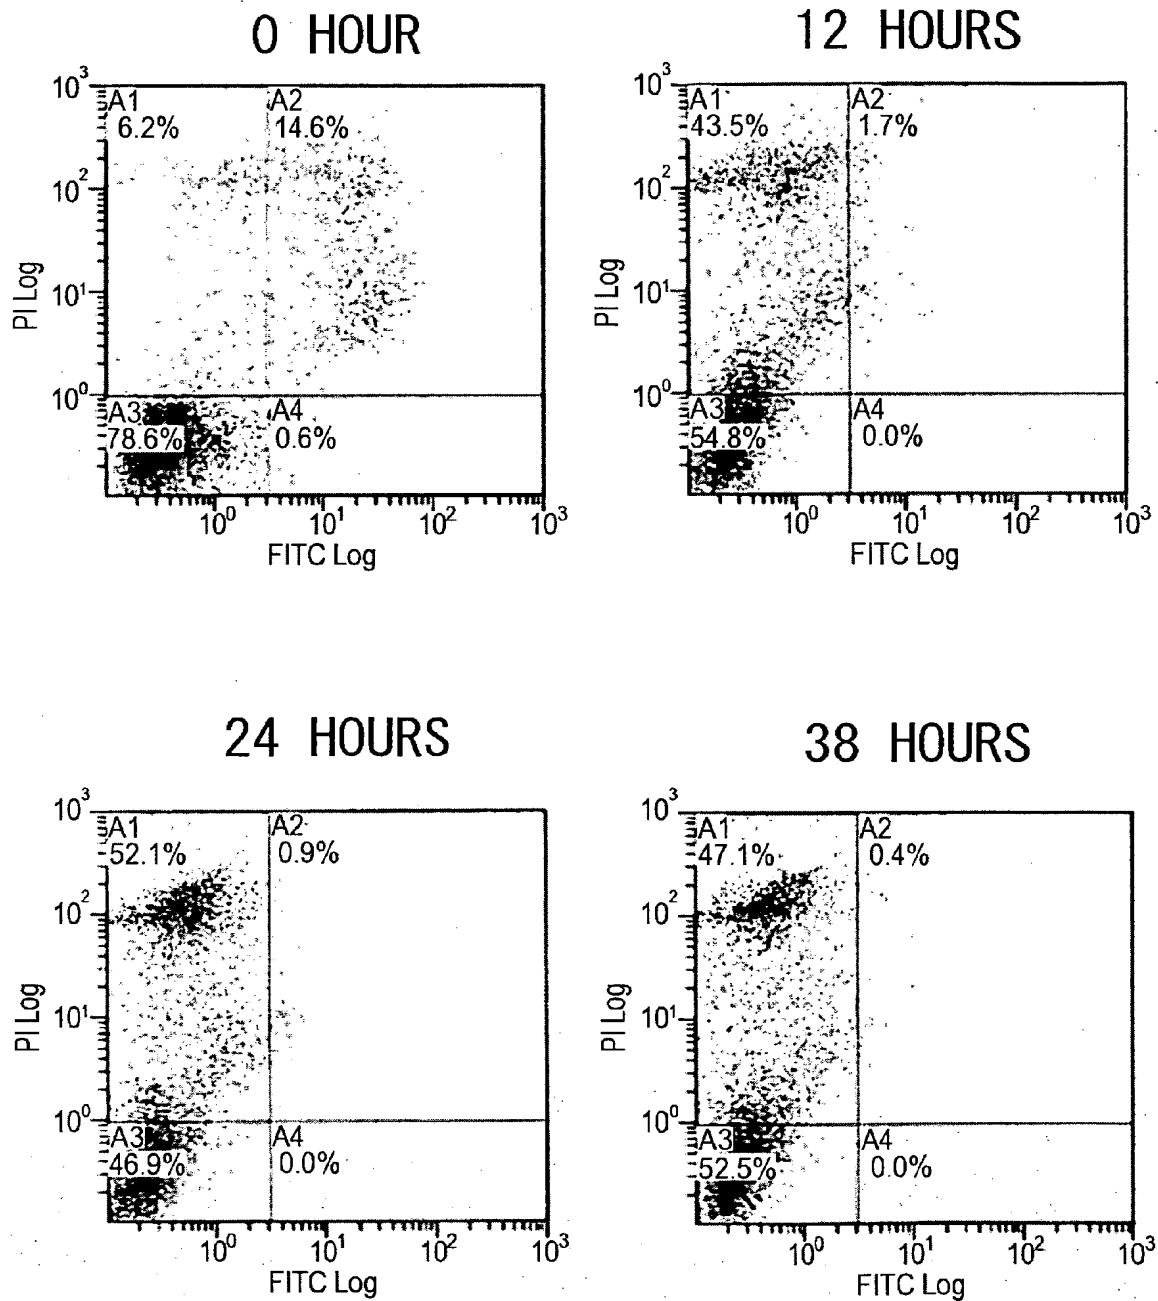 0 HOUR
10³
A1
A2
6.2%
14.6%
10²
PI Log
10¹
10⁰
A3
A4
78.6%
0.6%
10⁰
10¹
10²
10³
FITC Log
12 HOURS
10³
A1
A2
43.5%
1.7%
10²
PI Log
10¹
10⁰
A3
A4
54.8%
0.0%
10⁰
10¹
10²
10³
FITC Log
24 HOURS
10³
A1
A2
52.1%
0.9%
10²
PI Log
10¹
10⁰
A3
A4
46.9%
0.0%
10⁰
10¹
10²
10³
FITC Log
38 HOURS
10³
A1
A2
47.1%
0.4%
10²
PI Log
10¹
10⁰
A3
A4
52.5%
0.0%
10⁰
10¹
10²
10³
FITC Log